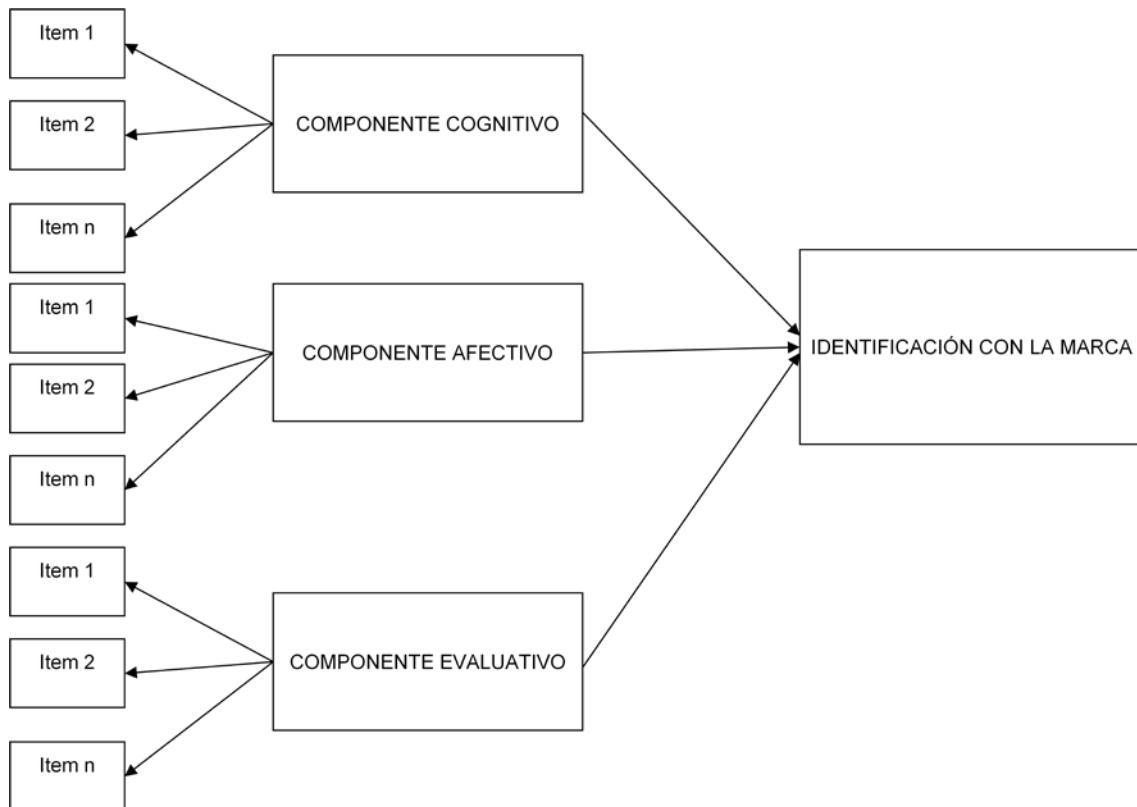 Item 1
Item 2
Item n
COMPONENTE COGNITIVO
Item 1
Item 2
Item n
COMPONENTE AFECTIVO
Item 1
Item 2
Item n
COMPONENTE EVALUATIVO
IDENTIFICACIÓN CON LA MARCA